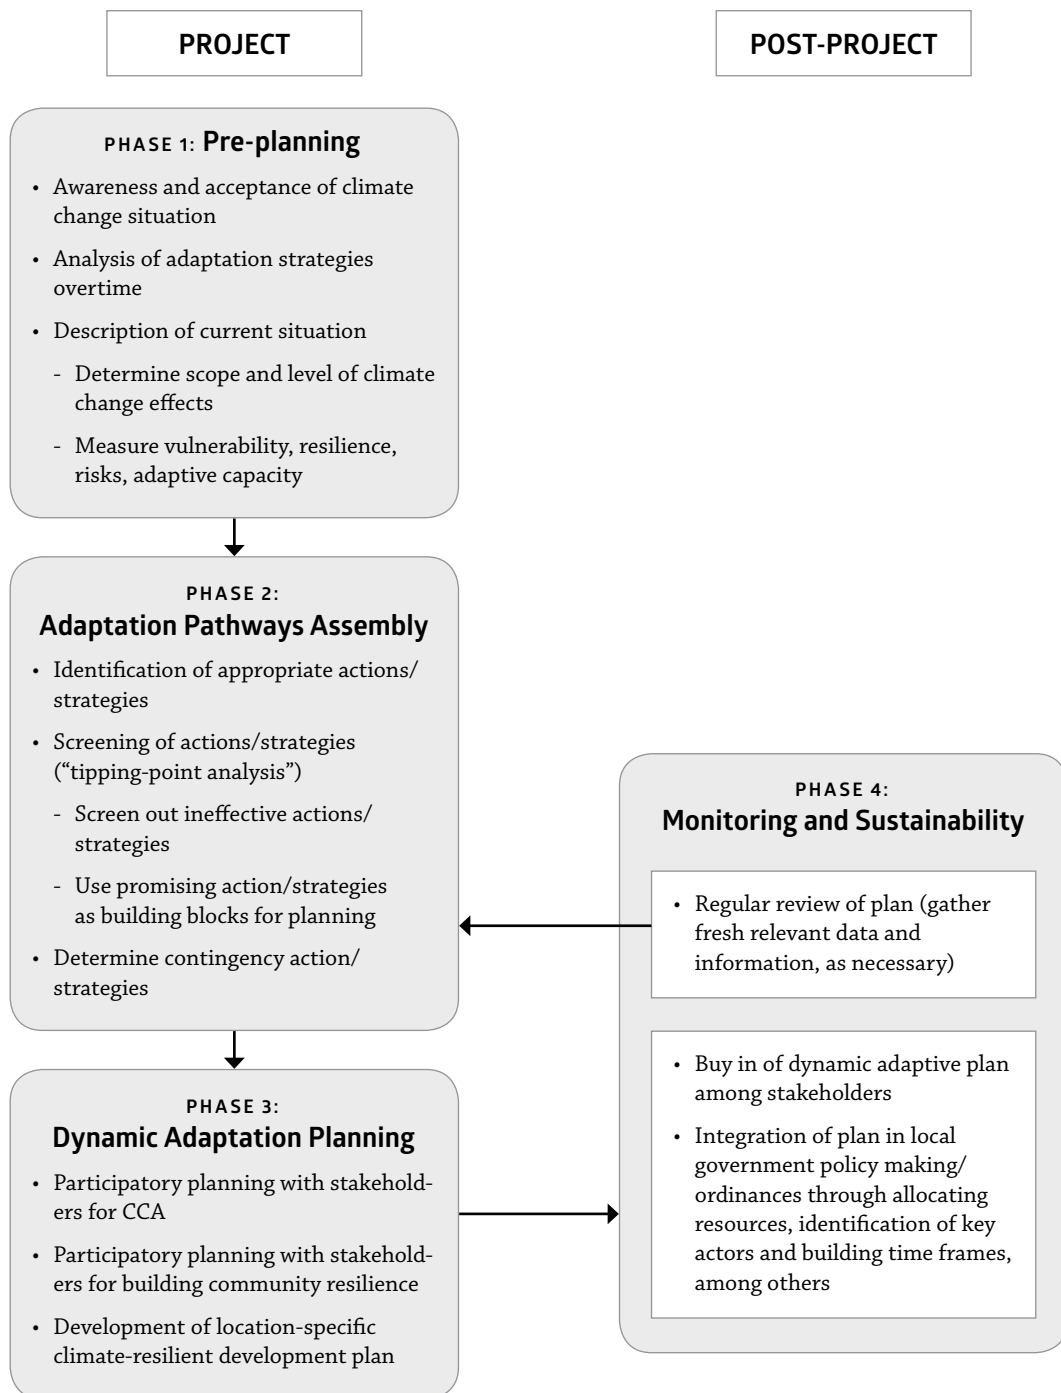 PROJECT
POST-PROJECT
PHASE 1: Pre-planning
• Awareness and acceptance of climate
change situation
• Analysis of adaptation strategies
overtime
• Description of current situation
- Determine scope and level of climate
change effects
- Measure vulnerability, resilience,
risks, adaptive capacity
PHASE 2:
Adaptation Pathways Assembly
• Identification of appropriate actions/
strategies
• Screening of actions/strategies
(“tipping-point analysis”)
- Screen out ineffective actions/
strategies
- Use promising action/strategies
as building blocks for planning
• Determine contingency action/
strategies
PHASE 3:
Dynamic Adaptation Planning
• Participatory planning with stakehold-
ers for CCA
• Participatory planning with stakehold-
ers for building community resilience
• Development of location-specific
climate-resilient development plan
PHASE 4:
Monitoring and Sustainability
• Regular review of plan (gather
fresh relevant data and
information, as necessary)
• Buy in of dynamic adaptive plan
among stakeholders
• Integration of plan in local
government policy making/
ordinances through allocating
resources, identification of key
actors and building time frames,
among others